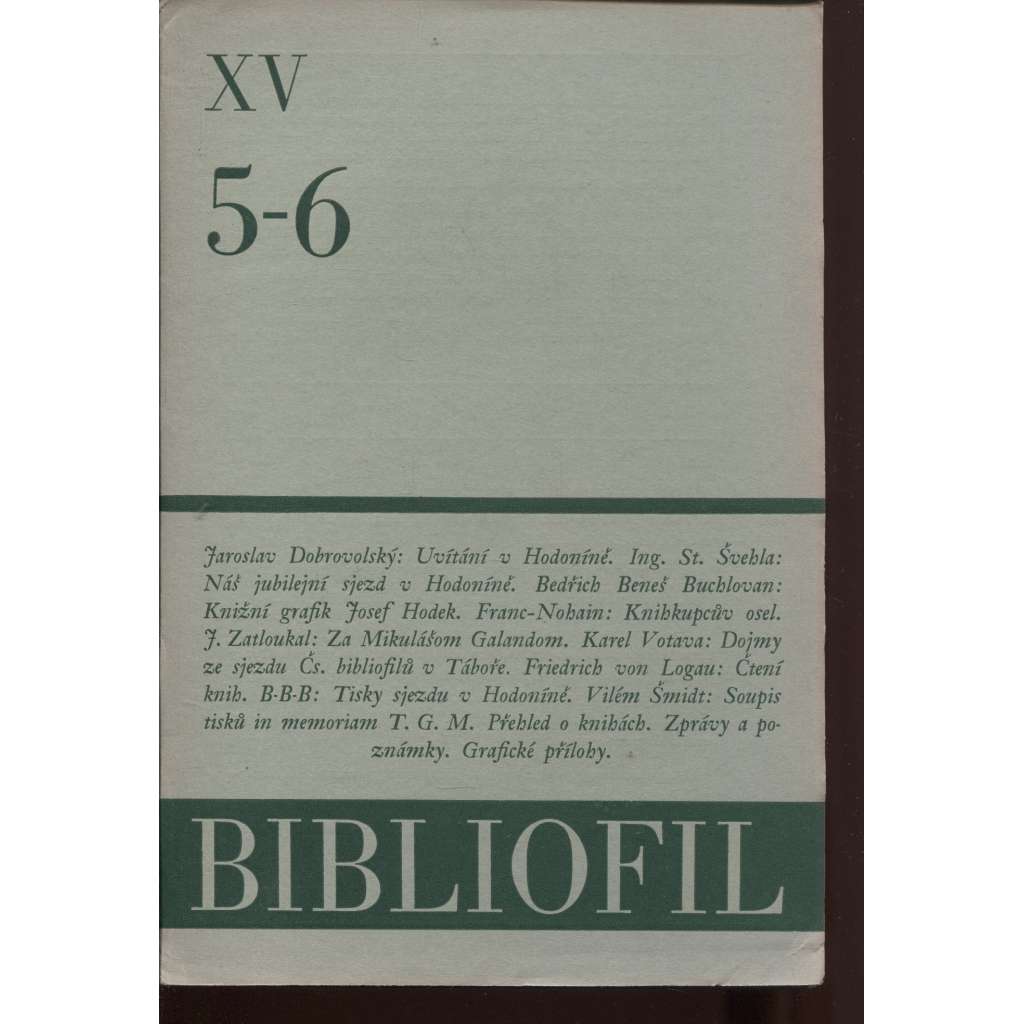 XV
5-6
Jaroslav Dobrovolský: Uvítání v Hodoníně. Ing. St. Švehla:
Náš jubilejní sjezd v Hodoníně. Bedřich Beneš Buchlovan:
Knižní grafik Josef Hodek. Franc-Nohain: Knihkupcův osel.
J. Zatloukal: Za Mikulášom Galandom. Karel Votava: Dojmy
ze sjezdu Čs. bibliofilů v Táboře. Friedrich von Logau: Čtení
knih. B-B-B: Tisky sjezdu v Hodoníně. Vilém Šmidt: Soupis
tisků in memoriam T. G. M. Přehled o knihách. Zprávy a po-
známky. Grafické přílohy.
BIBLIOFIL